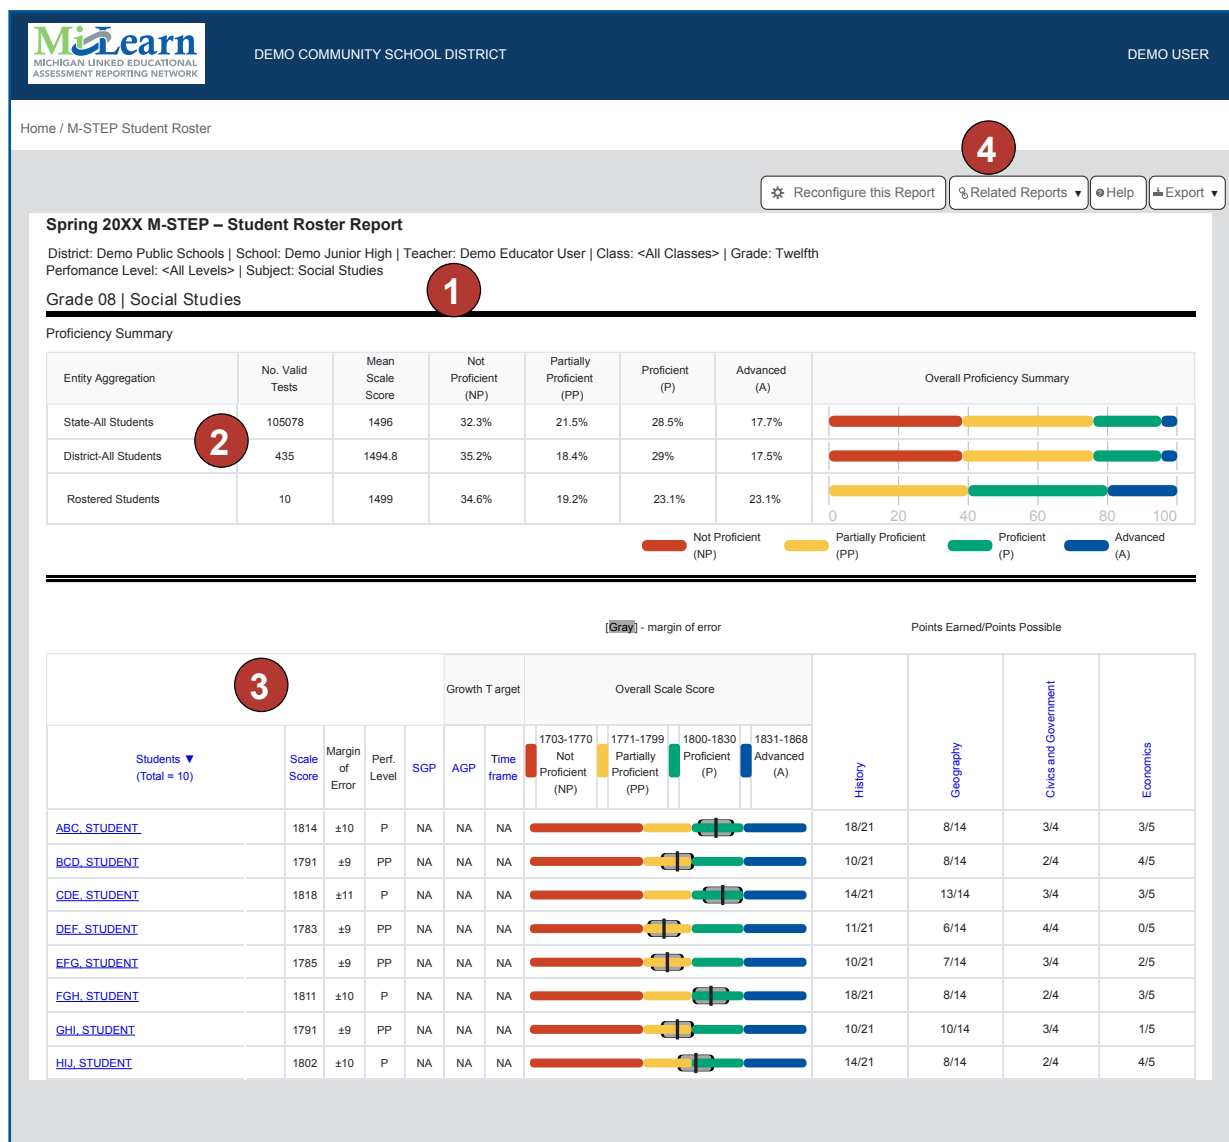 MiLearn
MICHIGAN LINKED EDUCATIONAL
ASSESSMENT REPORTING NETWORK
DEMO COMMUNITY SCHOOL DISTRICT
DEMO USER
Home / M-STEP Student Roster
4
Reconfigure this Report
Related Reports ▼
Help
Export ▼
Spring 20XX M-STEP – Student Roster Report
District: Demo Public Schools | School: Demo Junior High | Teacher: Demo Educator User | Class: <All Classes> | Grade: Twelfth
Perfomance Level: <All Levels> | Subject: Social Studies
1
Grade 08 | Social Studies
Proficiency Summary
Entity Aggregation
No. Valid
Tests
Mean
Scale
Score
Not
Proficient
(NP)
Partially
Proficient
(PP)
Proficient
(P)
Advanced
(A)
Overall Proficiency Summary
State-All Students 105078 1496 32.3% 21.5% 28.5% 17.7%
2
District-All Students 435 1494.8 35.2% 18.4% 29% 17.5%
Rostered Students 10 1499 34.6% 19.2% 23.1% 23.1%
0 20 40 60 80 100
Not Proficient
(NP)
Partially Proficient
(PP)
Proficient
(P)
Advanced
(A)
[Gray] - margin of error
Points Earned/Points Possible
3
Growth T arget
Overall Scale Score
Students ▼
(Total = 10)
Scale
Score
Margin
of
Error
Perf.
Level
SGP
AGP
Time
frame
1703-1770
Not
Proficient
(NP)
1771-1799
Partially
Proficient
(PP)
1800-1830
Proficient
(P)
1831-1868
Advanced
(A)
History
Geography
Civics and Government
Economics
ABC, STUDENT 1814 ±10 P NA NA NA 18/21 8/14 3/4 3/5
BCD, STUDENT 1791 ±9 PP NA NA NA 10/21 8/14 2/4 4/5
CDE, STUDENT 1818 ±11 P NA NA NA 14/21 13/14 3/4 3/5
DEF, STUDENT 1783 ±9 PP NA NA NA 11/21 6/14 4/4 0/5
EFG, STUDENT 1785 ±9 PP NA NA NA 10/21 7/14 3/4 2/5
FGH, STUDENT 1811 ±10 P NA NA NA 18/21 8/14 2/4 3/5
GHI, STUDENT 1791 ±9 PP NA NA NA 10/21 10/14 3/4 1/5
HIJ, STUDENT 1802 ±10 P NA NA NA 14/21 8/14 2/4 4/5